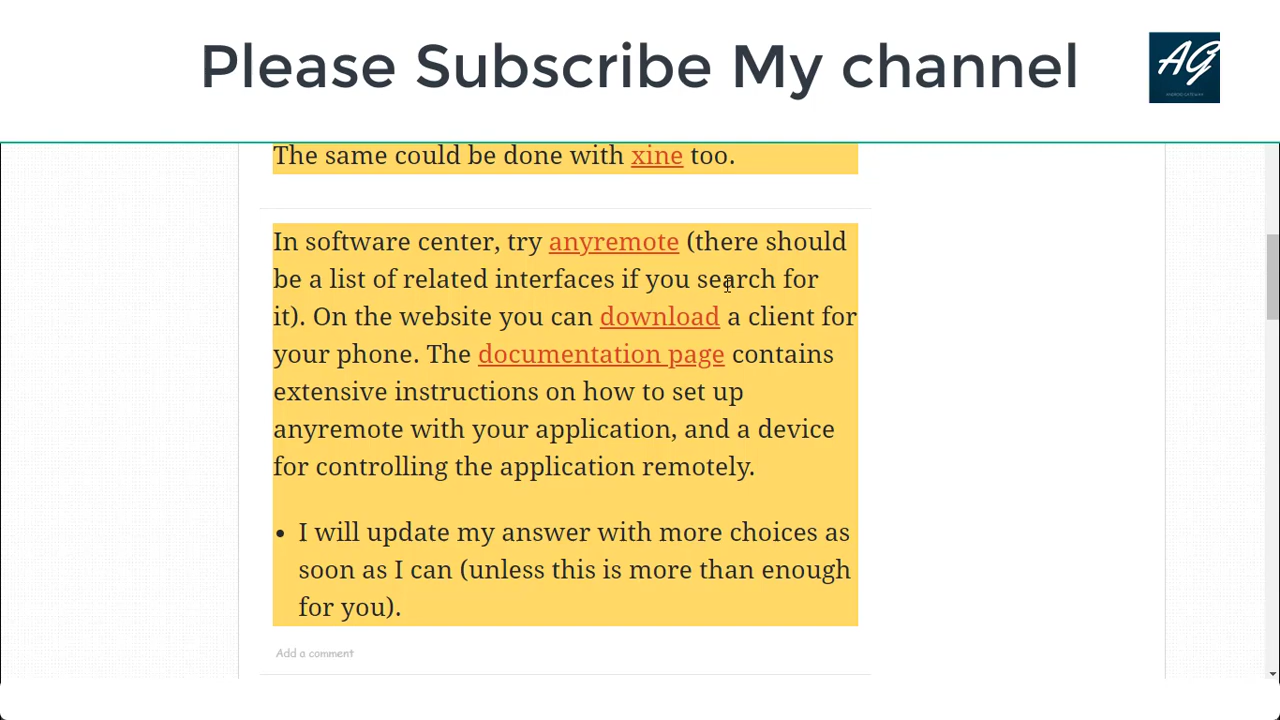 Please Subscribe My channel
AG
The same could be done with xine too.
In software center, try anyremote (there should
be a list of related interfaces if you search for
it). On the website you can download a client for
your phone. The documentation page contains
extensive instructions on how to set up
anyremote with your application, and a device
for controlling the application remotely.
• I will update my answer with more choices as
soon as I can (unless this is more than enough
for you).
Add a comment